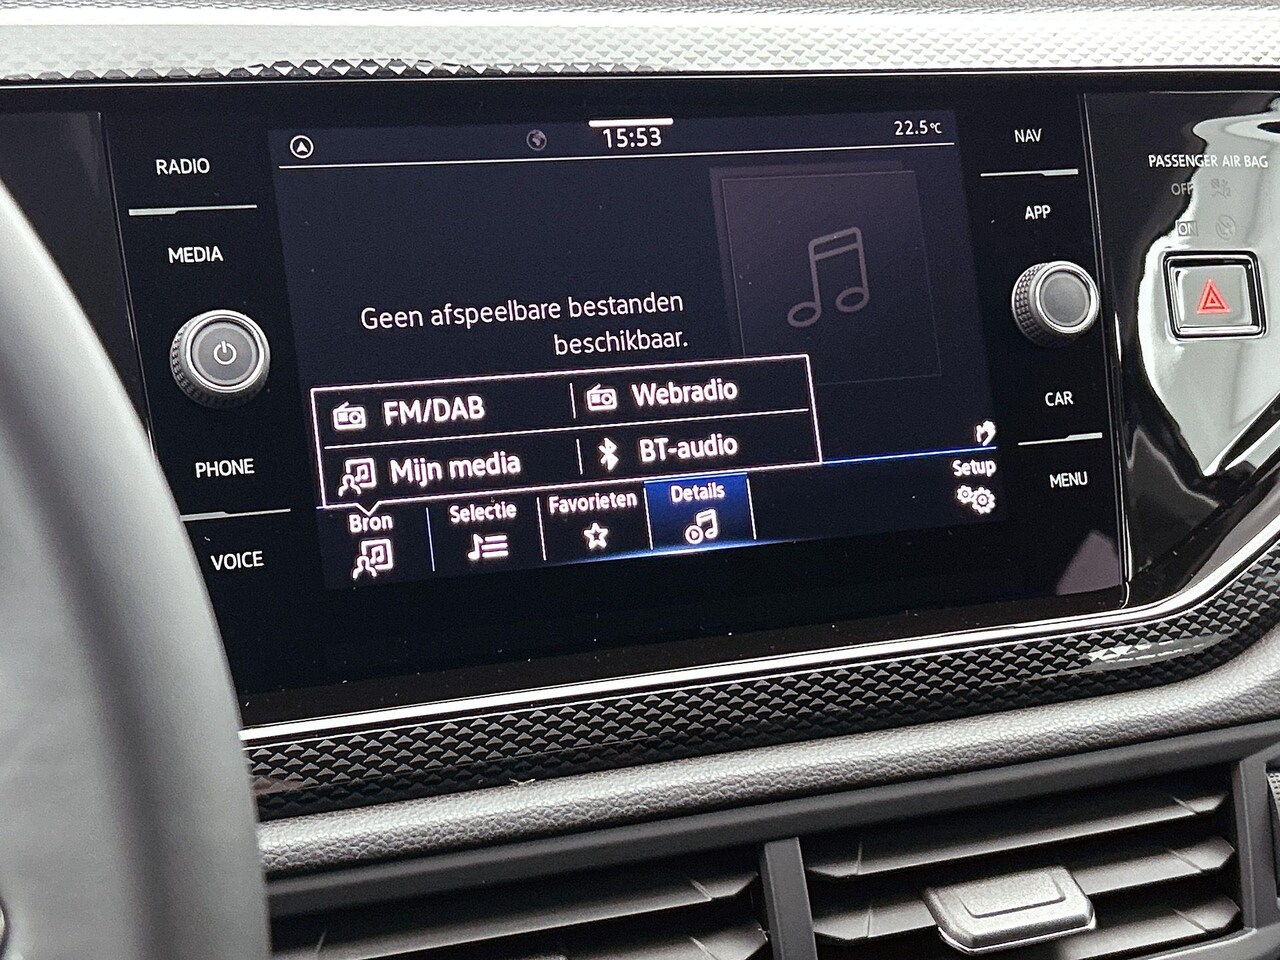 RADIO
MEDIA
PHONE
VOICE
15:53
22.5°C
Geen afspeelbare bestanden
beschikbaar.
FM/DAB
Webradio
Mijn media
BT-audio
Bron
Selectie
Favorieten
Details
Setup
NAV
APP
CAR
MENU
PASSENGER AIR BAG
OFF
ON